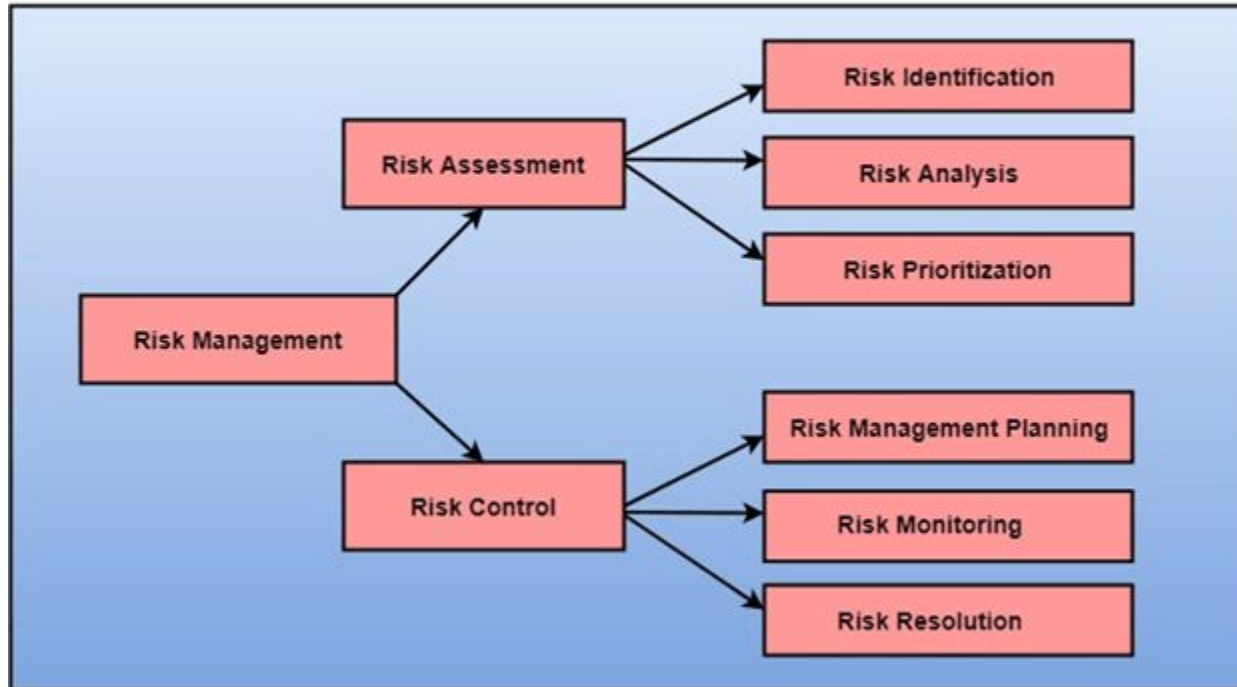 Risk Management
Risk Assessment
Risk Identification
Risk Analysis
Risk Prioritization
Risk Control
Risk Management Planning
Risk Monitoring
Risk Resolution